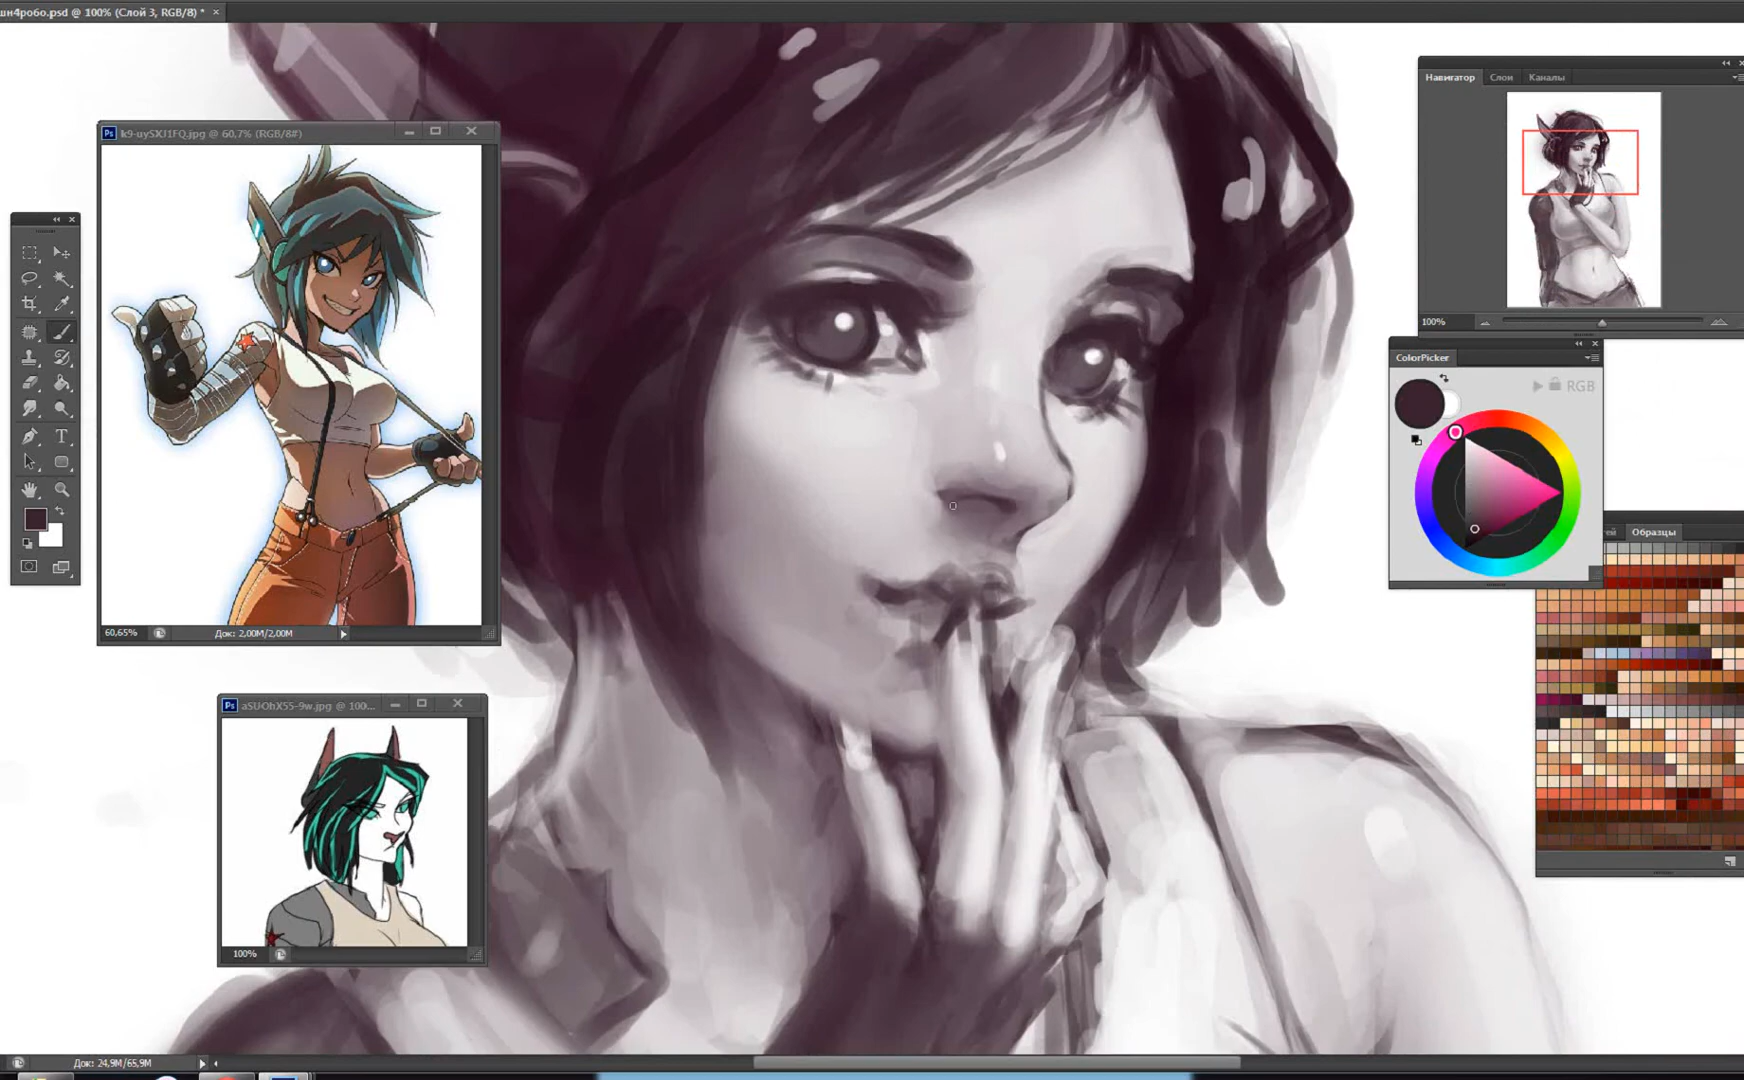 шн4робо.psd @ 100% (Слой 3, RGB/8) *
k9-uySXJ1FQ.jpg @ 60,7% (RGB/8#)
Навигатор Слои Каналы
100%
ColorPicker
RGB
Образцы
60,65% Док: 2,00M/2,00M
aSUOhX55-9w.jpg @ 100...
100%
Док: 24,9M/65,9M